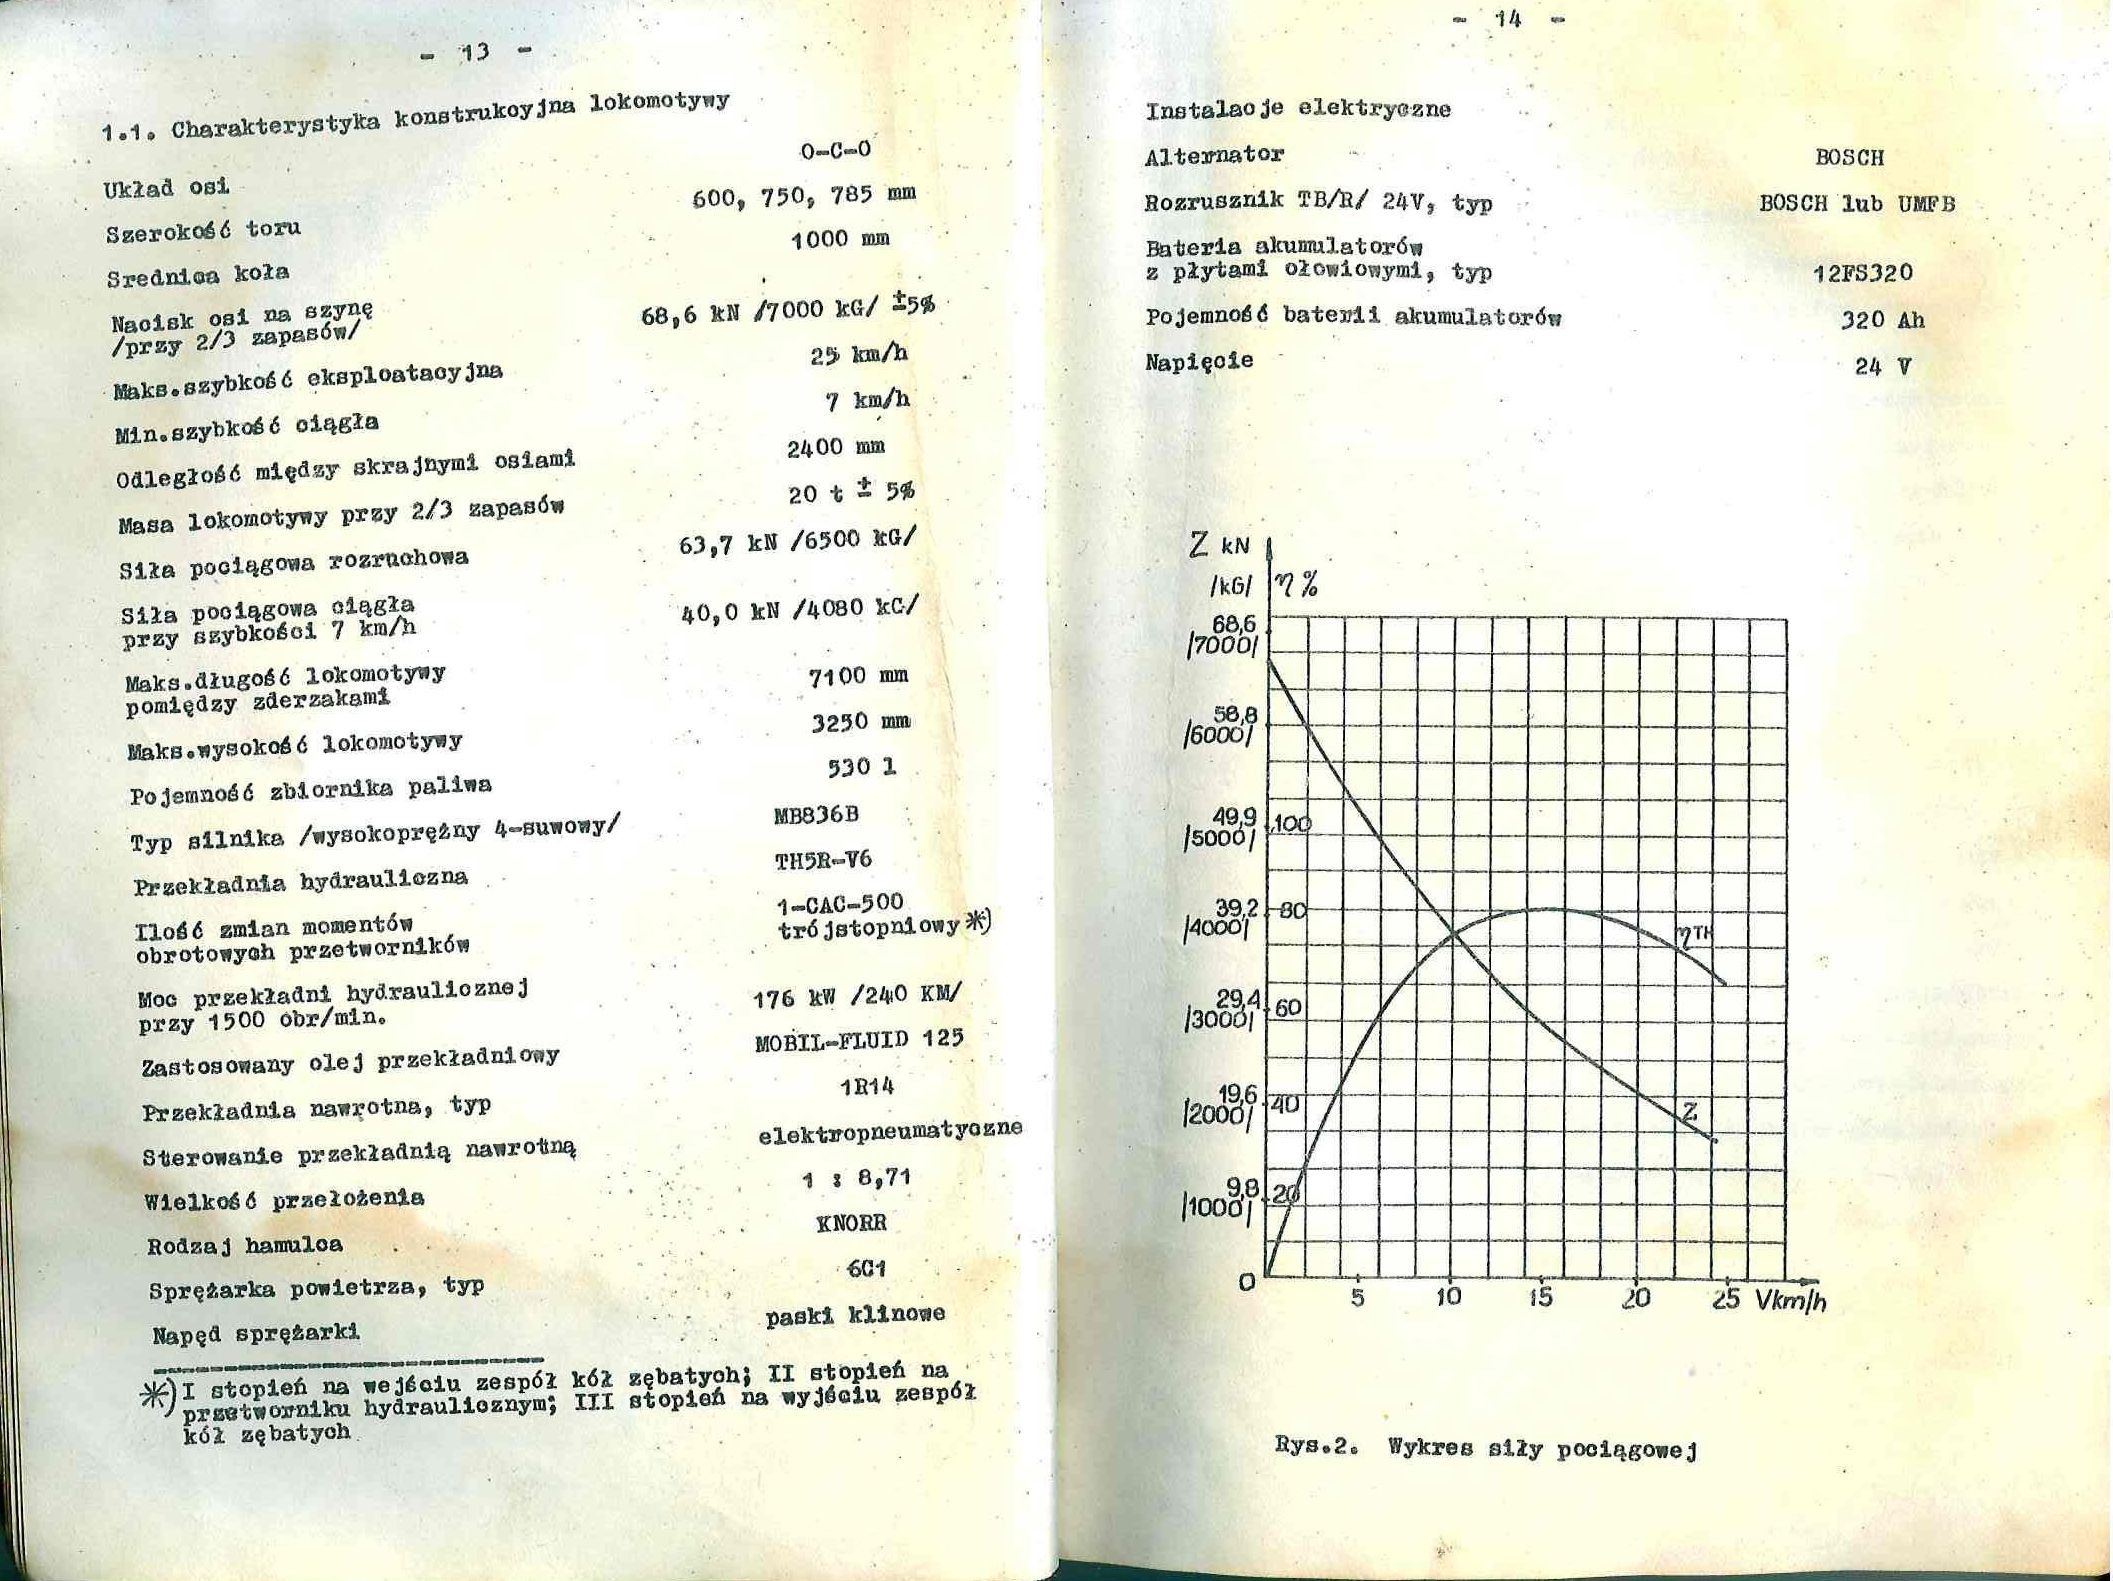 - 13 -
1.1. Charakterystyka konstrukcyjna lokomotywy
Układ osi 0-C-0
Szerokość toru 600, 750, 785 mm
Srednica koła 1000 mm
Nacisk osi na szynę
/przy 2/3 zapasów/ 68,6 kN /7000 kG/ ±5%
Maks.szybkość eksploatacyjna 25 km/h
Min.szybkość ciągła 7 km/h
Odległość między skrajnymi osiami 2400 mm
Masa lokomotywy przy 2/3 zapasów 20 t ± 5%
Siła pociągowa rozruchowa 63,7 kN /6500 kG/
Siła pociągowa ciągła
przy szybkości 7 km/h 40,0 kN /4080 kG/
Maks.długość lokomotywy
pomiędzy zderzakami 7100 mm
Maks.wysokość lokomotywy 3250 mm
Pojemność zbiornika paliwa 530 l
Typ silnika /wysokoprężny 4-suwowy/ MB836B
Przekładnia hydrauliczna TH5R-V6
Ilość zmian momentów 1-CAC-500
obrotowych przetworników trójstopniowy *)
Moc przekładni hydraulicznej
przy 1500 obr/min. 176 kW /240 KM/
Zastosowany olej przekładniowy MOBIL-FLUID 125
Przekładnia nawrotna, typ 1R14
Sterowanie przekładnią nawrotną elektropneumatyczne
Wielkość przełożenia 1 : 8,71
Rodzaj hamulca KNORR
Sprężarka powietrza, typ 6C1
Napęd sprężarki paski klinowe
*) I stopień na wejściu zespół kół zębatych; II stopień na
przetworniku hydraulicznym; III stopień na wyjściu zespół
kół zębatych
- 14 -
Instalacje elektryczne
Alternator BOSCH
Rozrusznik TB/R/ 24V, typ BOSCH lub UMFB
Bateria akumulatorów
z płytami ołowiowymi, typ 12FS320
Pojemność baterii akumulatorów 320 Ah
Napięcie 24 V
Z kN
/kG/ η %
68,6
/7000/
58,8
/6000/
49,9 100
/5000/
39,2 80
/4000/
ηTH
29,4 60
/3000/
19,6 40
/2000/
Z
9,8 20
/1000/
0
5 10 15 20 25 Vkm/h
Rys.2. Wykres siły pociągowej